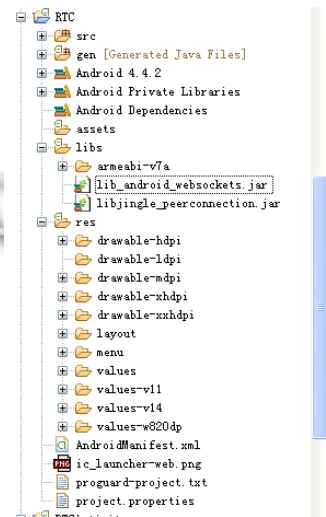 RTC
src
gen [Generated Java Files]
Android 4.4.2
Android Private Libraries
Android Dependencies
assets
libs
armeabi-v7a
lib_android_websockets.jar
libjingle_peerconnection.jar
res
drawable-hdpi
drawable-ldpi
drawable-mdpi
drawable-xhdpi
drawable-xxhdpi
layout
menu
values
values-v11
values-v14
values-w820dp
AndroidManifest.xml
ic_launcher-web.png
proguard-project.txt
project.properties